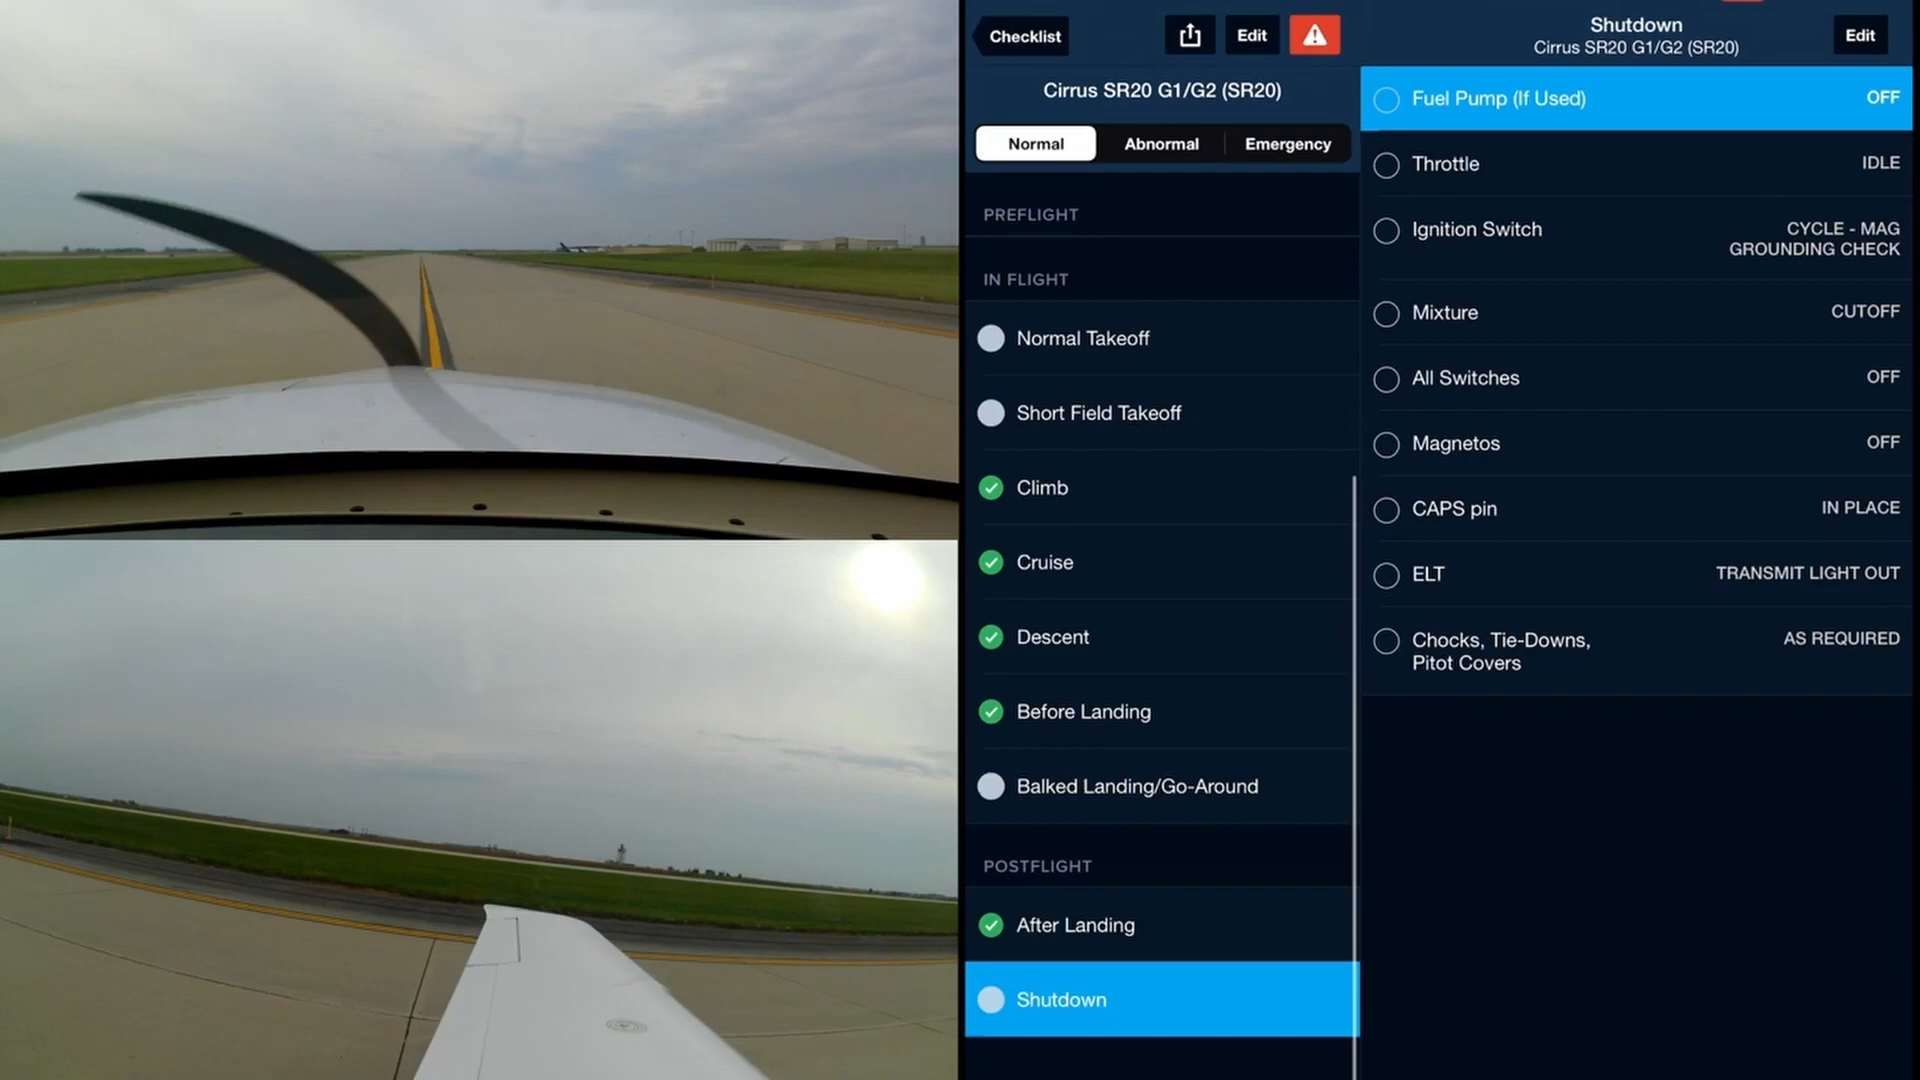 Checklist
Edit
Cirrus SR20 G1/G2 (SR20)
Normal
Abnormal
Emergency
PREFLIGHT
IN FLIGHT
Normal Takeoff
Short Field Takeoff
Climb
Cruise
Descent
Before Landing
Balked Landing/Go-Around
POSTFLIGHT
After Landing
Shutdown
Shutdown
Cirrus SR20 G1/G2 (SR20)
Edit
Fuel Pump (If Used)
OFF
Throttle
IDLE
Ignition Switch
CYCLE - MAG
GROUNDING CHECK
Mixture
CUTOFF
All Switches
OFF
Magnetos
OFF
CAPS pin
IN PLACE
ELT
TRANSMIT LIGHT OUT
Chocks, Tie-Downs,
Pitot Covers
AS REQUIRED